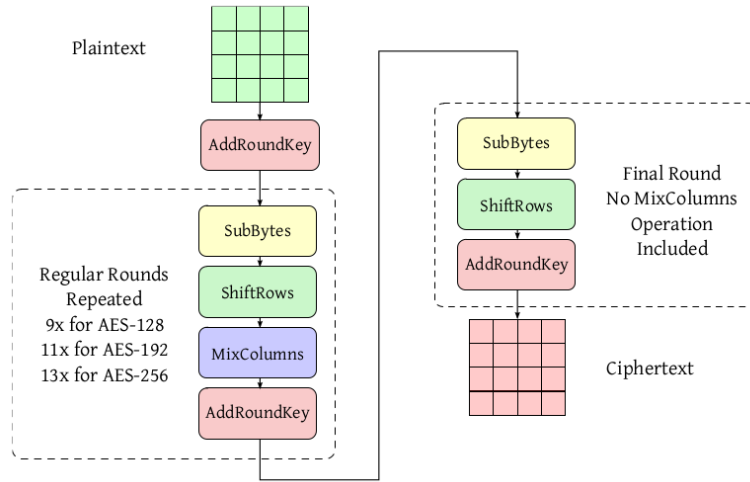 Plaintext
AddRoundKey
SubBytes
ShiftRows
MixColumns
AddRoundKey
Regular Rounds
Repeated
9x for AES-128
11x for AES-192
13x for AES-256
SubBytes
ShiftRows
AddRoundKey
Final Round
No MixColumns
Operation
Included
Ciphertext